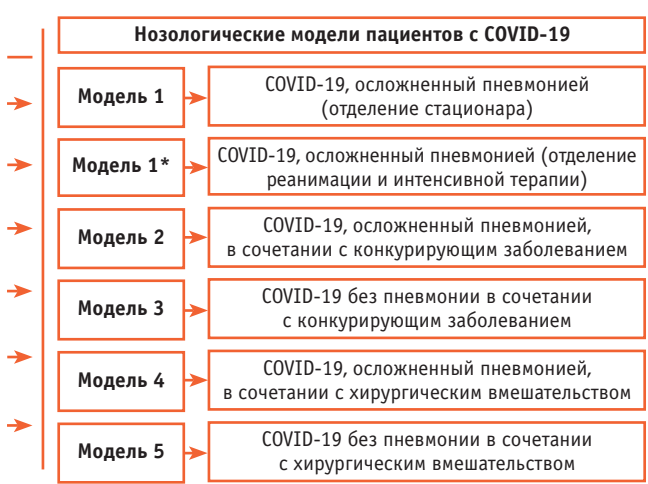 Нозологические модели пациентов с COVID-19
Модель 1
COVID-19, осложненный пневмонией
(отделение стационара)
Модель 1*
COVID-19, осложненный пневмонией (отделение
реанимации и интенсивной терапии)
Модель 2
COVID-19, осложненный пневмонией,
в сочетании с конкурирующим заболеванием
Модель 3
COVID-19 без пневмонии в сочетании
с конкурирующим заболеванием
Модель 4
COVID-19, осложненный пневмонией,
в сочетании с хирургическим вмешательством
Модель 5
COVID-19 без пневмонии в сочетании
с хирургическим вмешательством